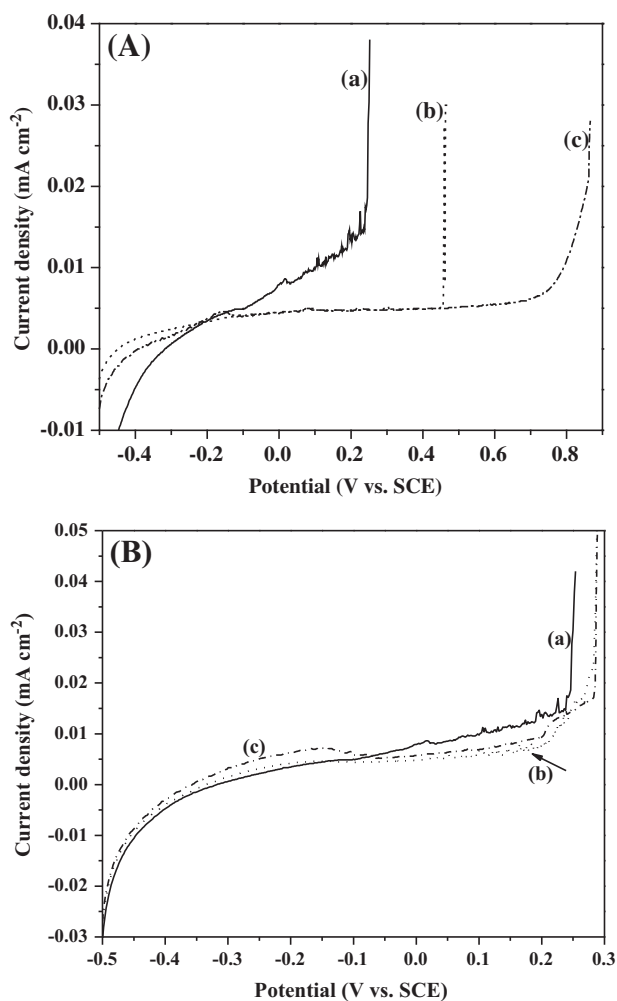 (A)
(a)
(b)
(c)
0.04
0.03
0.02
0.01
0.00
-0.01
-0.4 -0.2 0.0 0.2 0.4 0.6 0.8
Current density (mA cm-2)
Potential (V vs. SCE)
(B)
(a)
(c)
(b)
0.05
0.04
0.03
0.02
0.01
0.00
-0.01
-0.02
-0.03
-0.5 -0.4 -0.3 -0.2 -0.1 0.0 0.1 0.2 0.3
Current density (mA cm-2)
Potential (V vs. SCE)